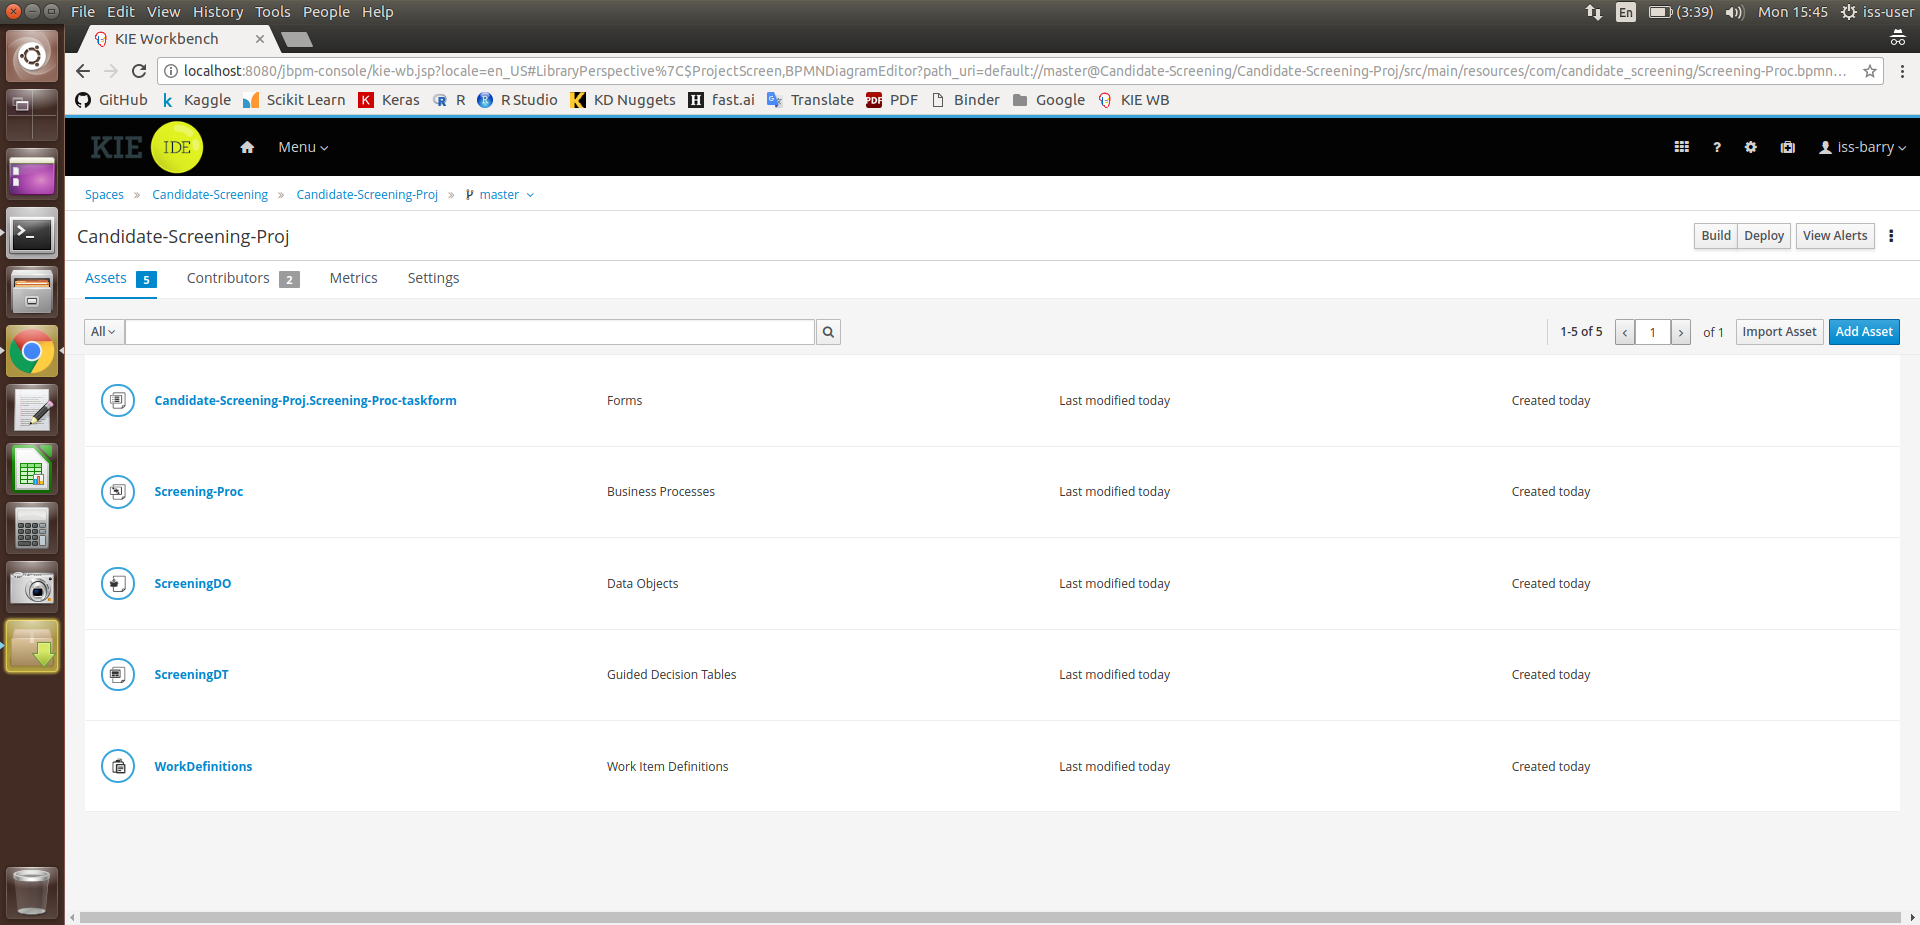 File Edit View History Tools People Help
En (3:39) Mon 15:45 iss-user
KIE Workbench
localhost:8080/jbpm-console/kie-wb.jsp?locale=en_US#LibraryPerspective%7C$ProjectScreen,BPMNDiagramEditor?path_uri=default://master@Candidate-Screening/Candidate-Screening-Proj/src/main/resources/com/candidate_screening/Screening-Proc.bpmn...
GitHub Kaggle Scikit Learn Keras R R Studio KD Nuggets fast.ai Translate PDF Binder Google KIE WB
KIE IDE Menu ? iss-barry
Spaces » Candidate-Screening » Candidate-Screening-Proj » master
Candidate-Screening-Proj Build Deploy View Alerts
Assets 5 Contributors 2 Metrics Settings
All 1-5 of 5 < 1 > of 1 Import Asset Add Asset
Candidate-Screening-Proj.Screening-Proc-taskform Forms Last modified today Created today
Screening-Proc Business Processes Last modified today Created today
ScreeningDO Data Objects Last modified today Created today
ScreeningDT Guided Decision Tables Last modified today Created today
WorkDefinitions Work Item Definitions Last modified today Created today